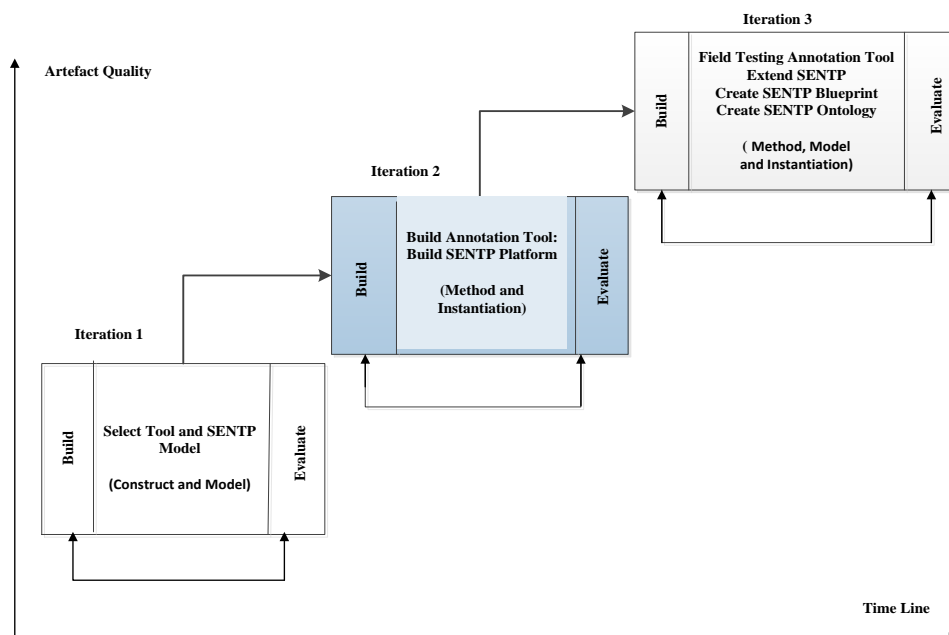 Iteration 3
Artefact Quality
Build
Field Testing Annotation Tool
Extend SENTP
Create SENTP Blueprint
Create SENTP Ontology
( Method, Model
and Instantiation)
Evaluate
Iteration 2
Build
Build Annotation Tool:
Build SENTP Platform
(Method and
Instantiation)
Evaluate
Iteration 1
Build
Select Tool and SENTP
Model
(Construct and Model)
Evaluate
Time Line